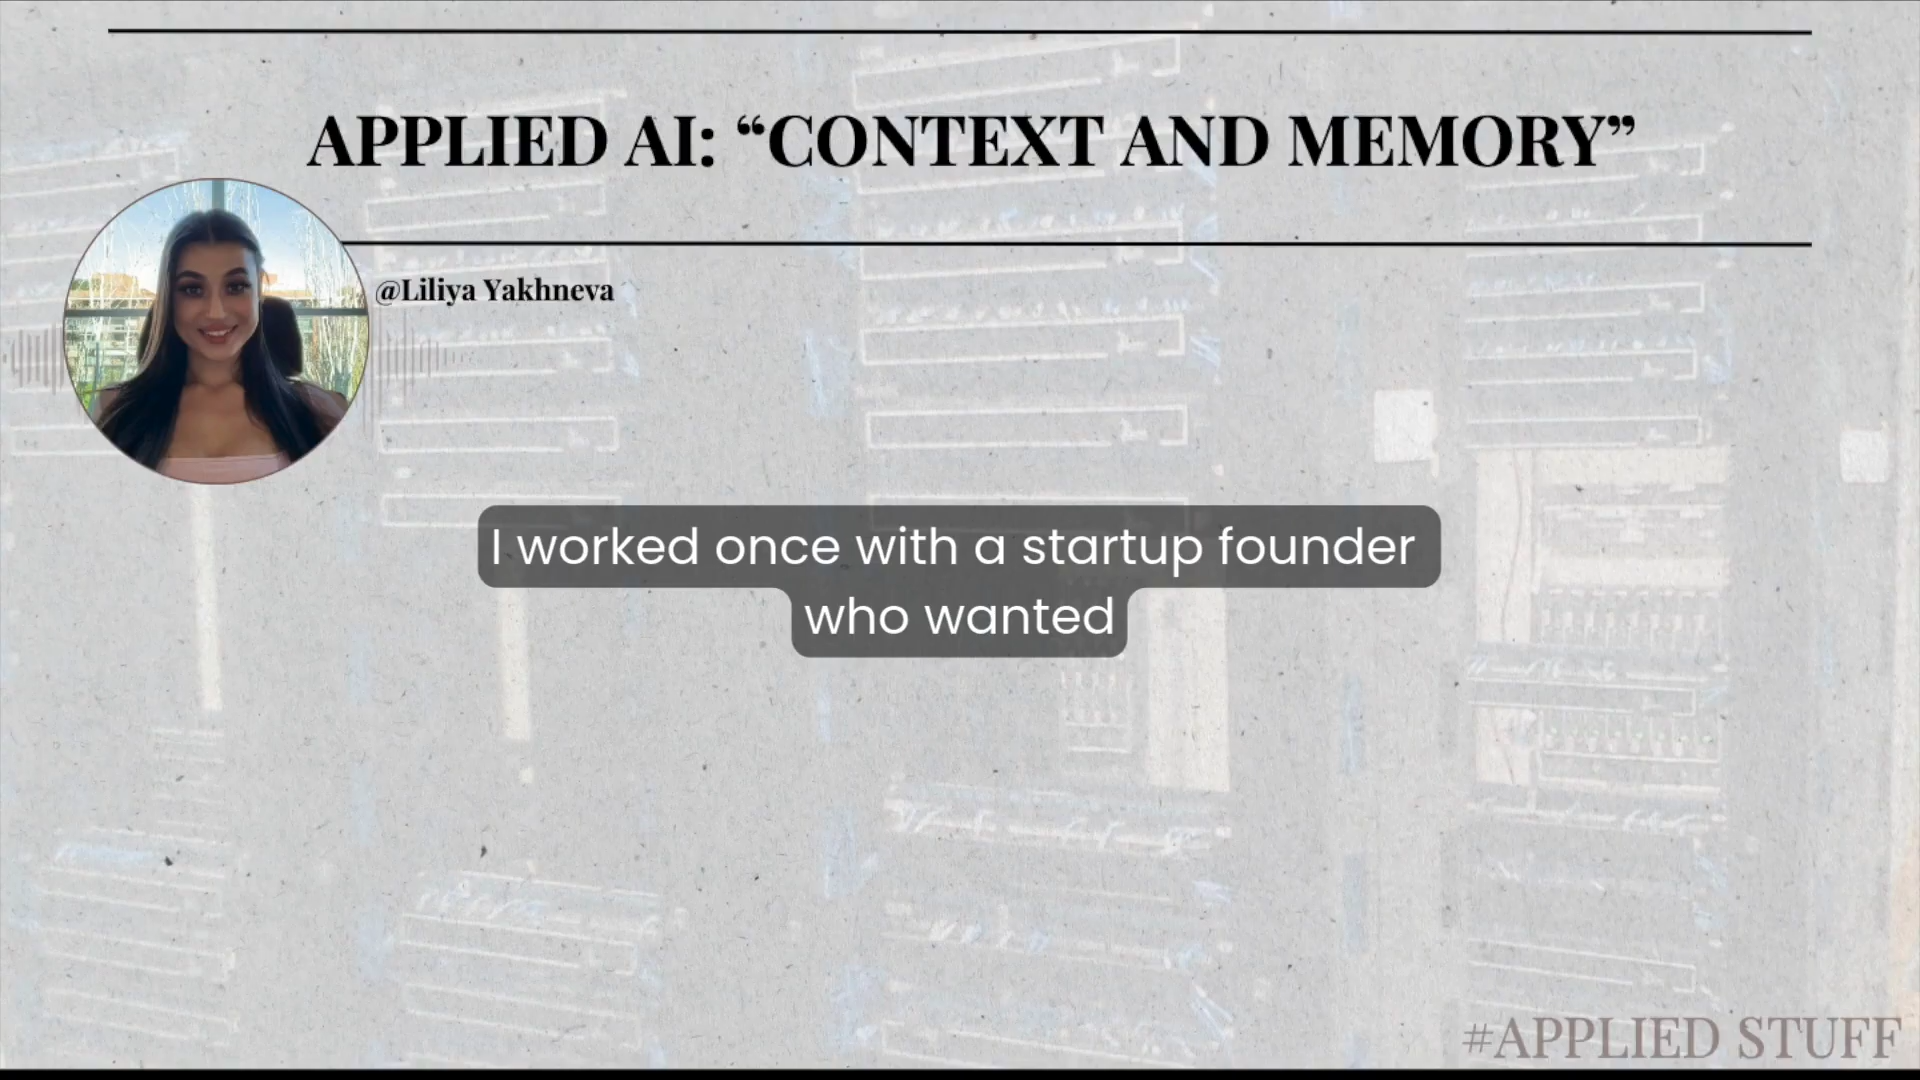 APPLIED AI: “CONTEXT AND MEMORY”
@Liliya Yakhneva
I worked once with a startup founder
who wanted
#APPLIED STUFF